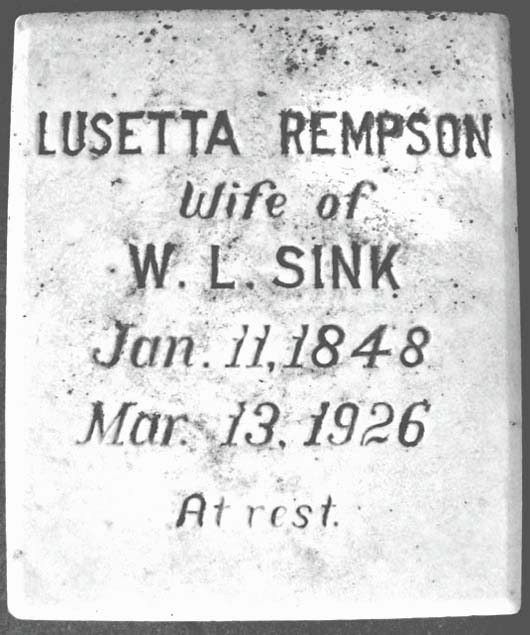 LUSETTA REMPSON
Wife of
W. L. SINK
Jan. 11, 1848
Mar. 13, 1926
At rest.